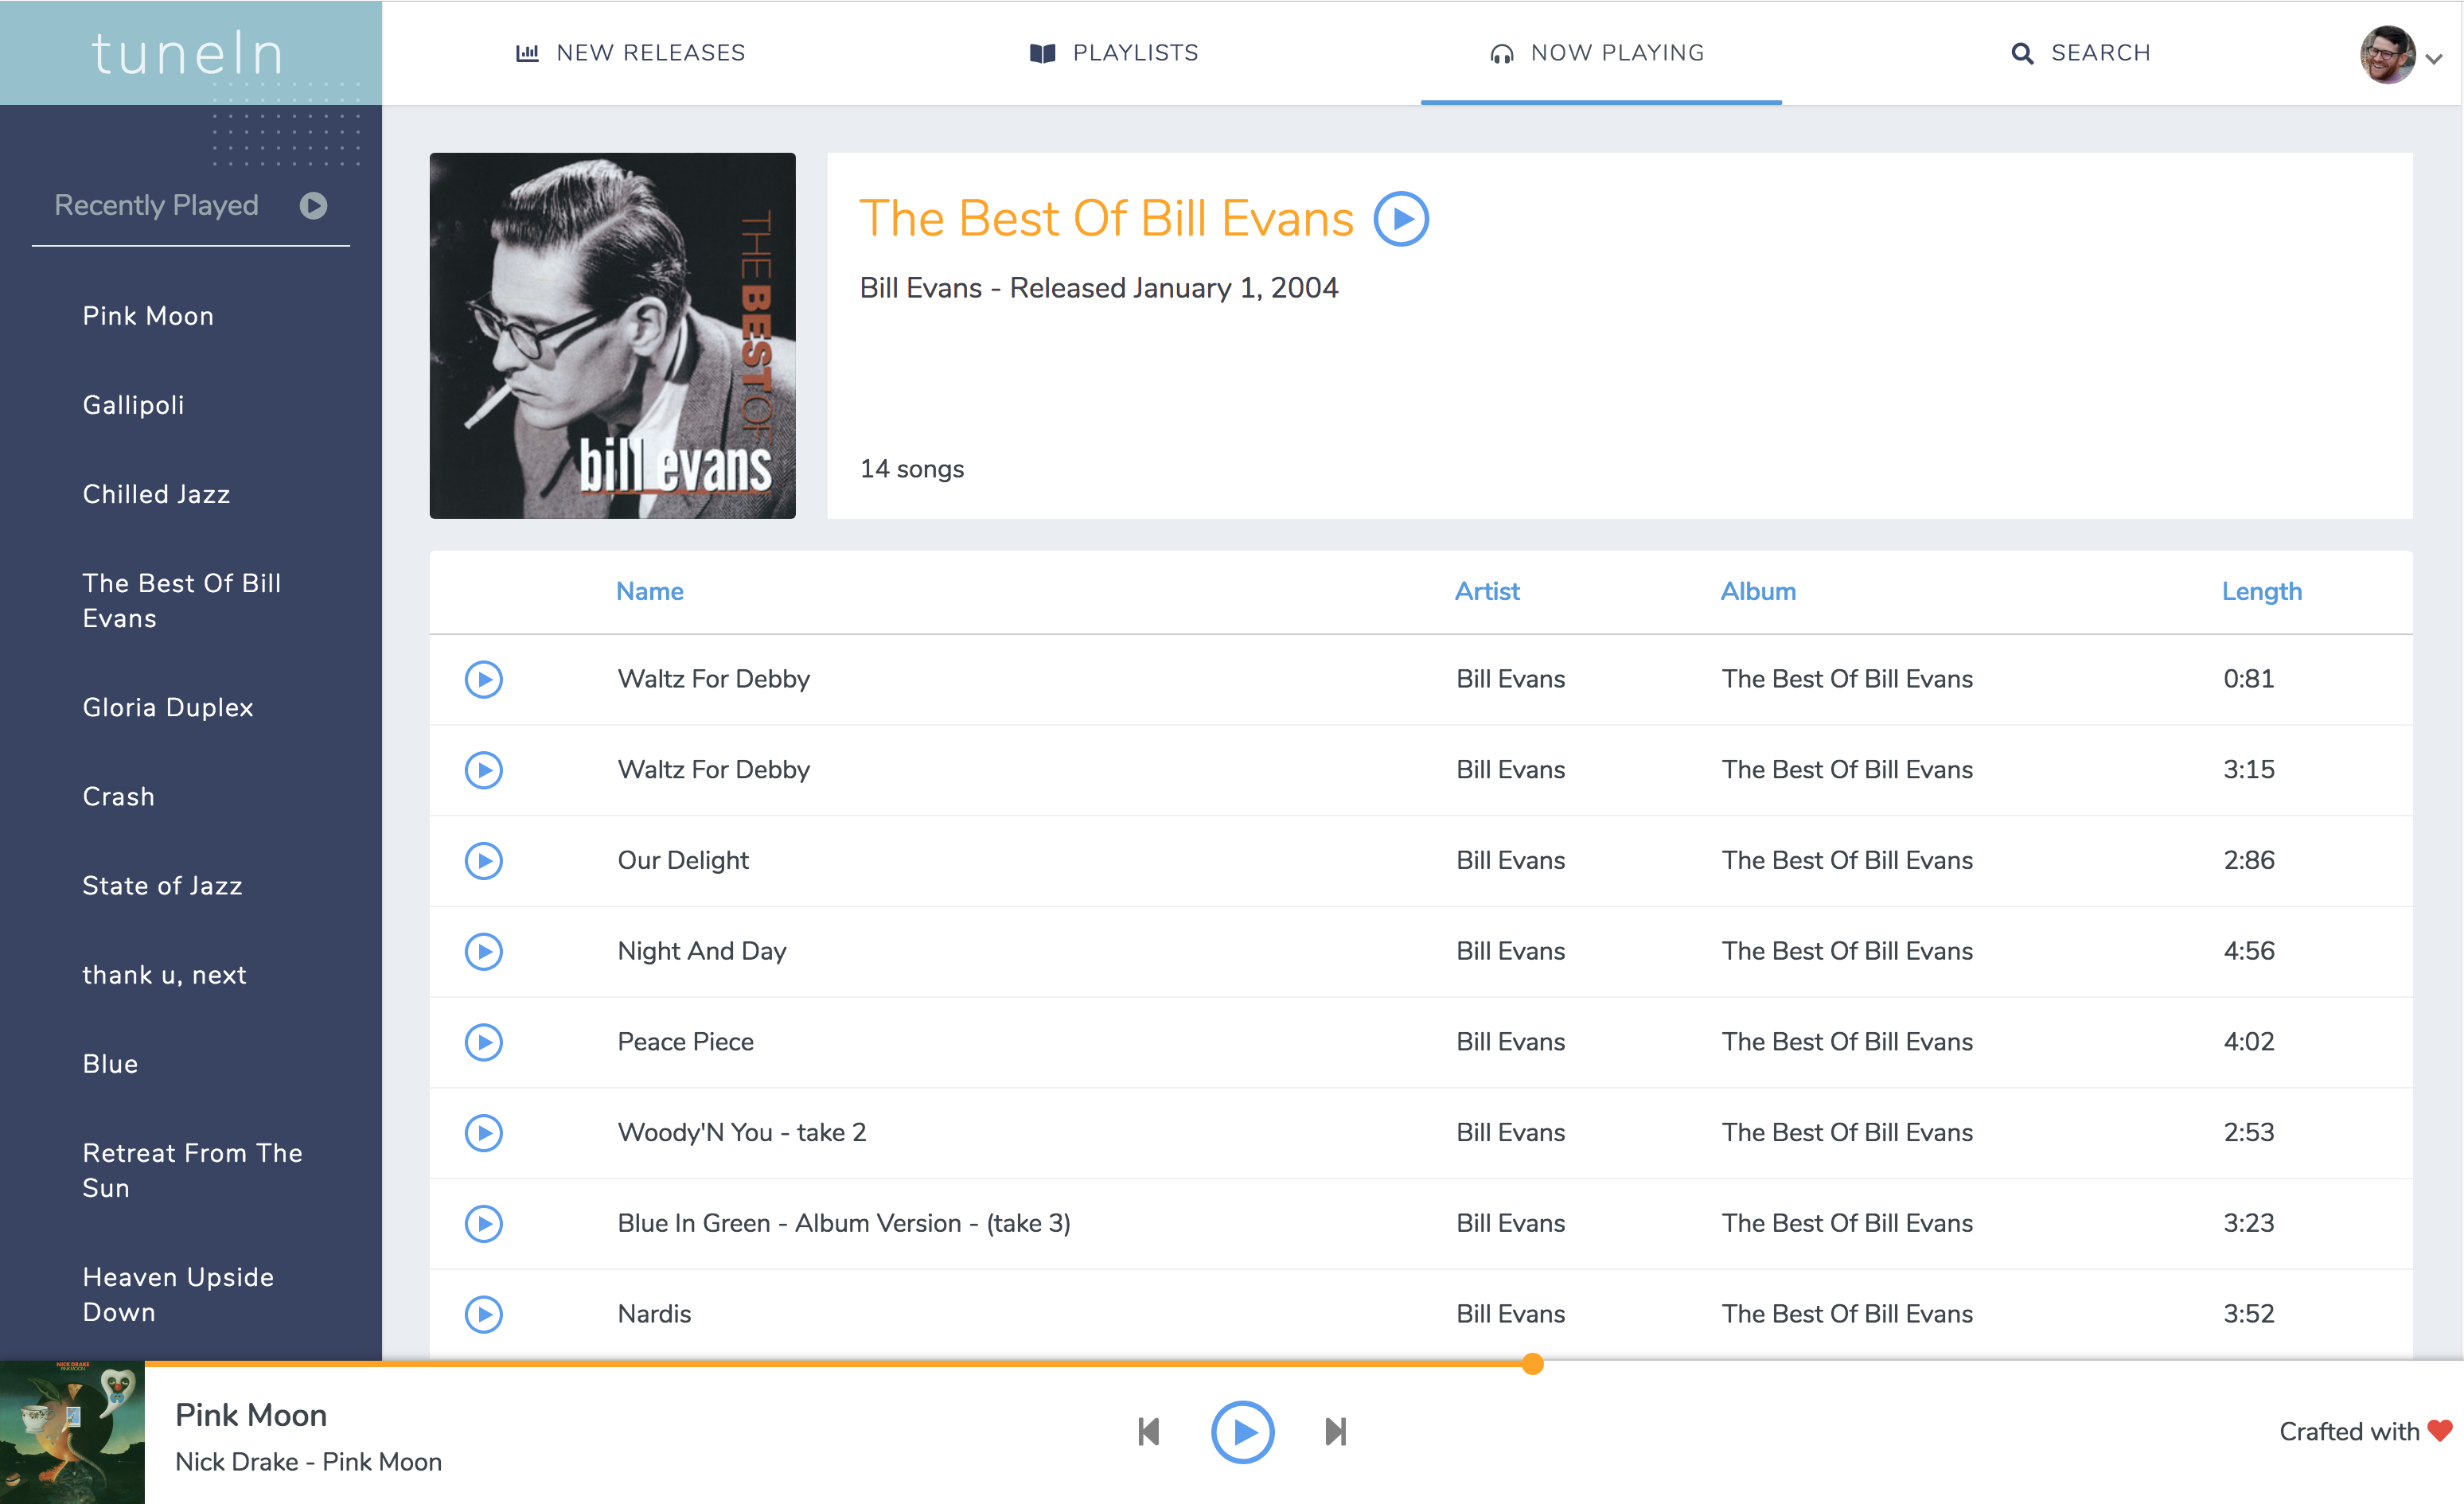 tuneIn
NEW RELEASES
PLAYLISTS
NOW PLAYING
SEARCH
Recently Played
Pink Moon
Gallipoli
Chilled Jazz
The Best Of Bill
Evans
Gloria Duplex
Crash
State of Jazz
thank u, next
Blue
Retreat From The
Sun
Heaven Upside
Down
THE BEST OF
bill evans
The Best Of Bill Evans
Bill Evans - Released January 1, 2004
14 songs
Name Artist Album Length
Waltz For Debby Bill Evans The Best Of Bill Evans 0:81
Waltz For Debby Bill Evans The Best Of Bill Evans 3:15
Our Delight Bill Evans The Best Of Bill Evans 2:86
Night And Day Bill Evans The Best Of Bill Evans 4:56
Peace Piece Bill Evans The Best Of Bill Evans 4:02
Woody'N You - take 2 Bill Evans The Best Of Bill Evans 2:53
Blue In Green - Album Version - (take 3) Bill Evans The Best Of Bill Evans 3:23
Nardis Bill Evans The Best Of Bill Evans 3:52
NICK DRAKE
PINK MOON
Pink Moon
Nick Drake - Pink Moon
Crafted with